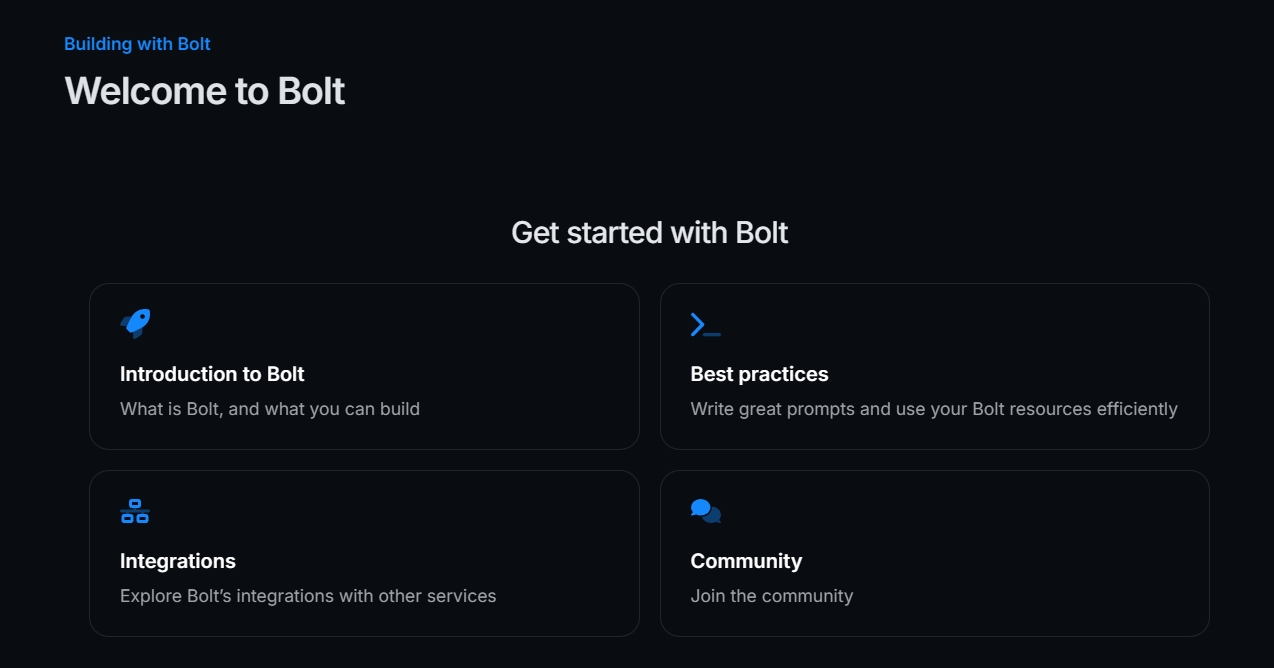 Building with Bolt
Welcome to Bolt
Get started with Bolt
Introduction to Bolt
What is Bolt, and what you can build
Best practices
Write great prompts and use your Bolt resources efficiently
Integrations
Explore Bolt’s integrations with other services
Community
Join the community